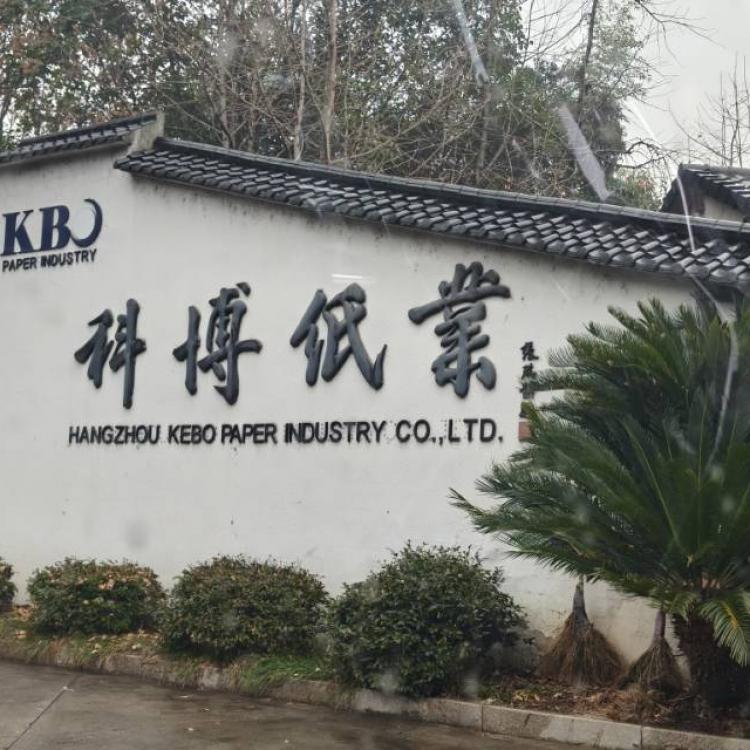 KBO
PAPER INDUSTRY
科博纸業
HANGZHOU KEBO PAPER INDUSTRY CO.,LTD.